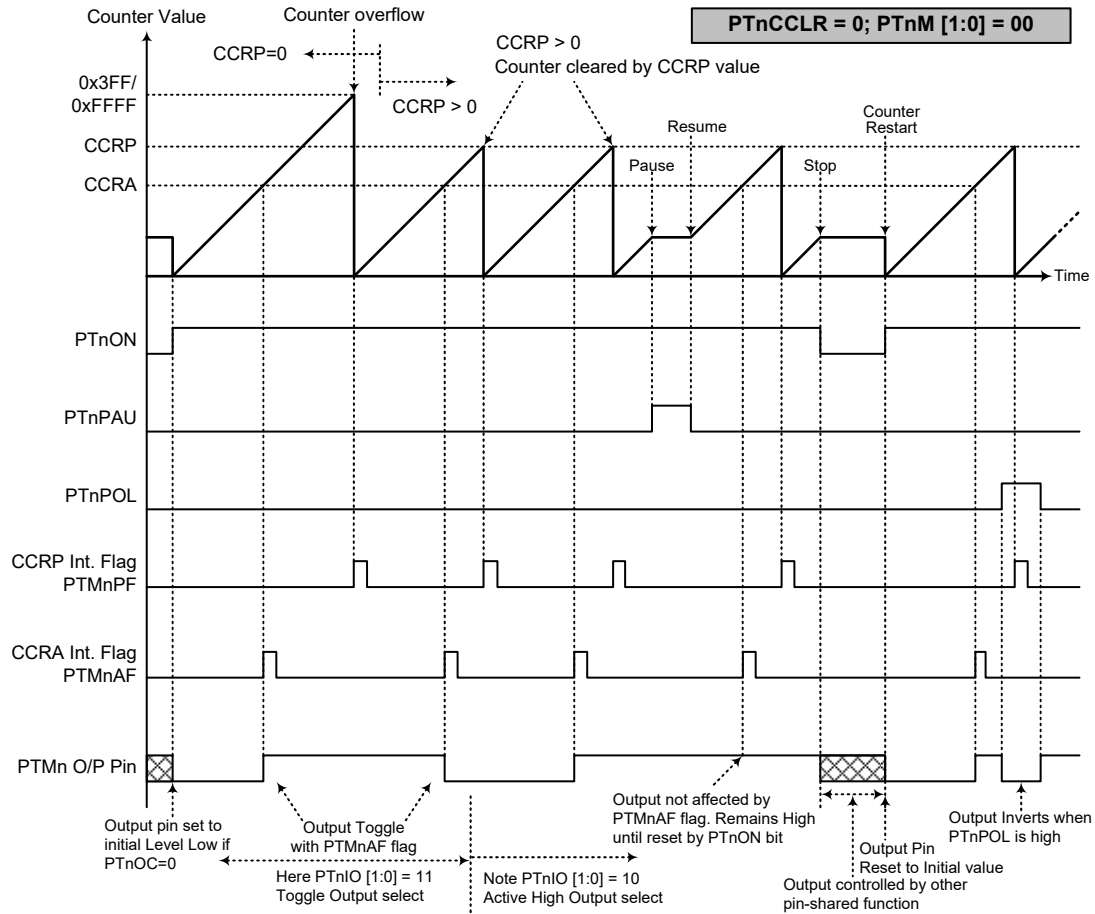 Counter Value
Counter overflow
PTnCCLR = 0; PTnM [1:0] = 00
CCRP=0
CCRP > 0
CCRP > 0
Counter cleared by CCRP value
0x3FF/
0xFFFF
CCRP
CCRA
Pause
Resume
Stop
Counter
Restart
Time
PTnON
PTnPAU
PTnPOL
CCRP Int. Flag
PTMnPF
CCRA Int. Flag
PTMnAF
PTMn O/P Pin
Output pin set to
initial Level Low if
PTnOC=0
Output Toggle
with PTMnAF flag
Here PTnIO [1:0] = 11
Toggle Output select
Note PTnIO [1:0] = 10
Active High Output select
Output not affected by
PTMnAF flag. Remains High
until reset by PTnON bit
Output Pin
Reset to Initial value
Output controlled by other
pin-shared function
Output Inverts when
PTnPOL is high